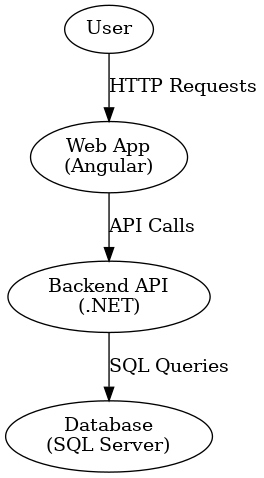 User
HTTP Requests
Web App
(Angular)
API Calls
Backend API
(.NET)
SQL Queries
Database
(SQL Server)